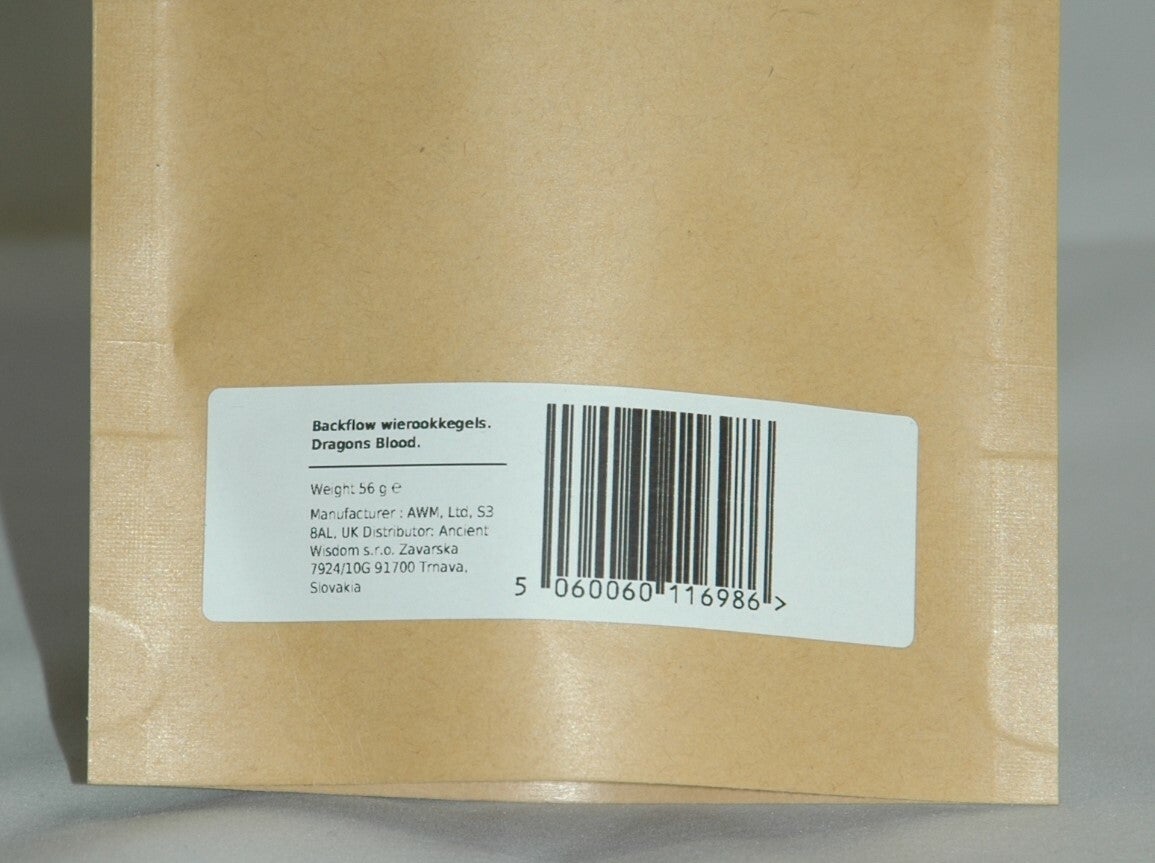 Backflow wierookkegels.
Dragons Blood.
Weight 56 g ℮
Manufacturer : AWM, Ltd, S3
8AL, UK Distributor: Ancient
Wisdom s.r.o. Zavarska
7924/10G 91700 Trnava,
Slovakia
5 060060 116986 >